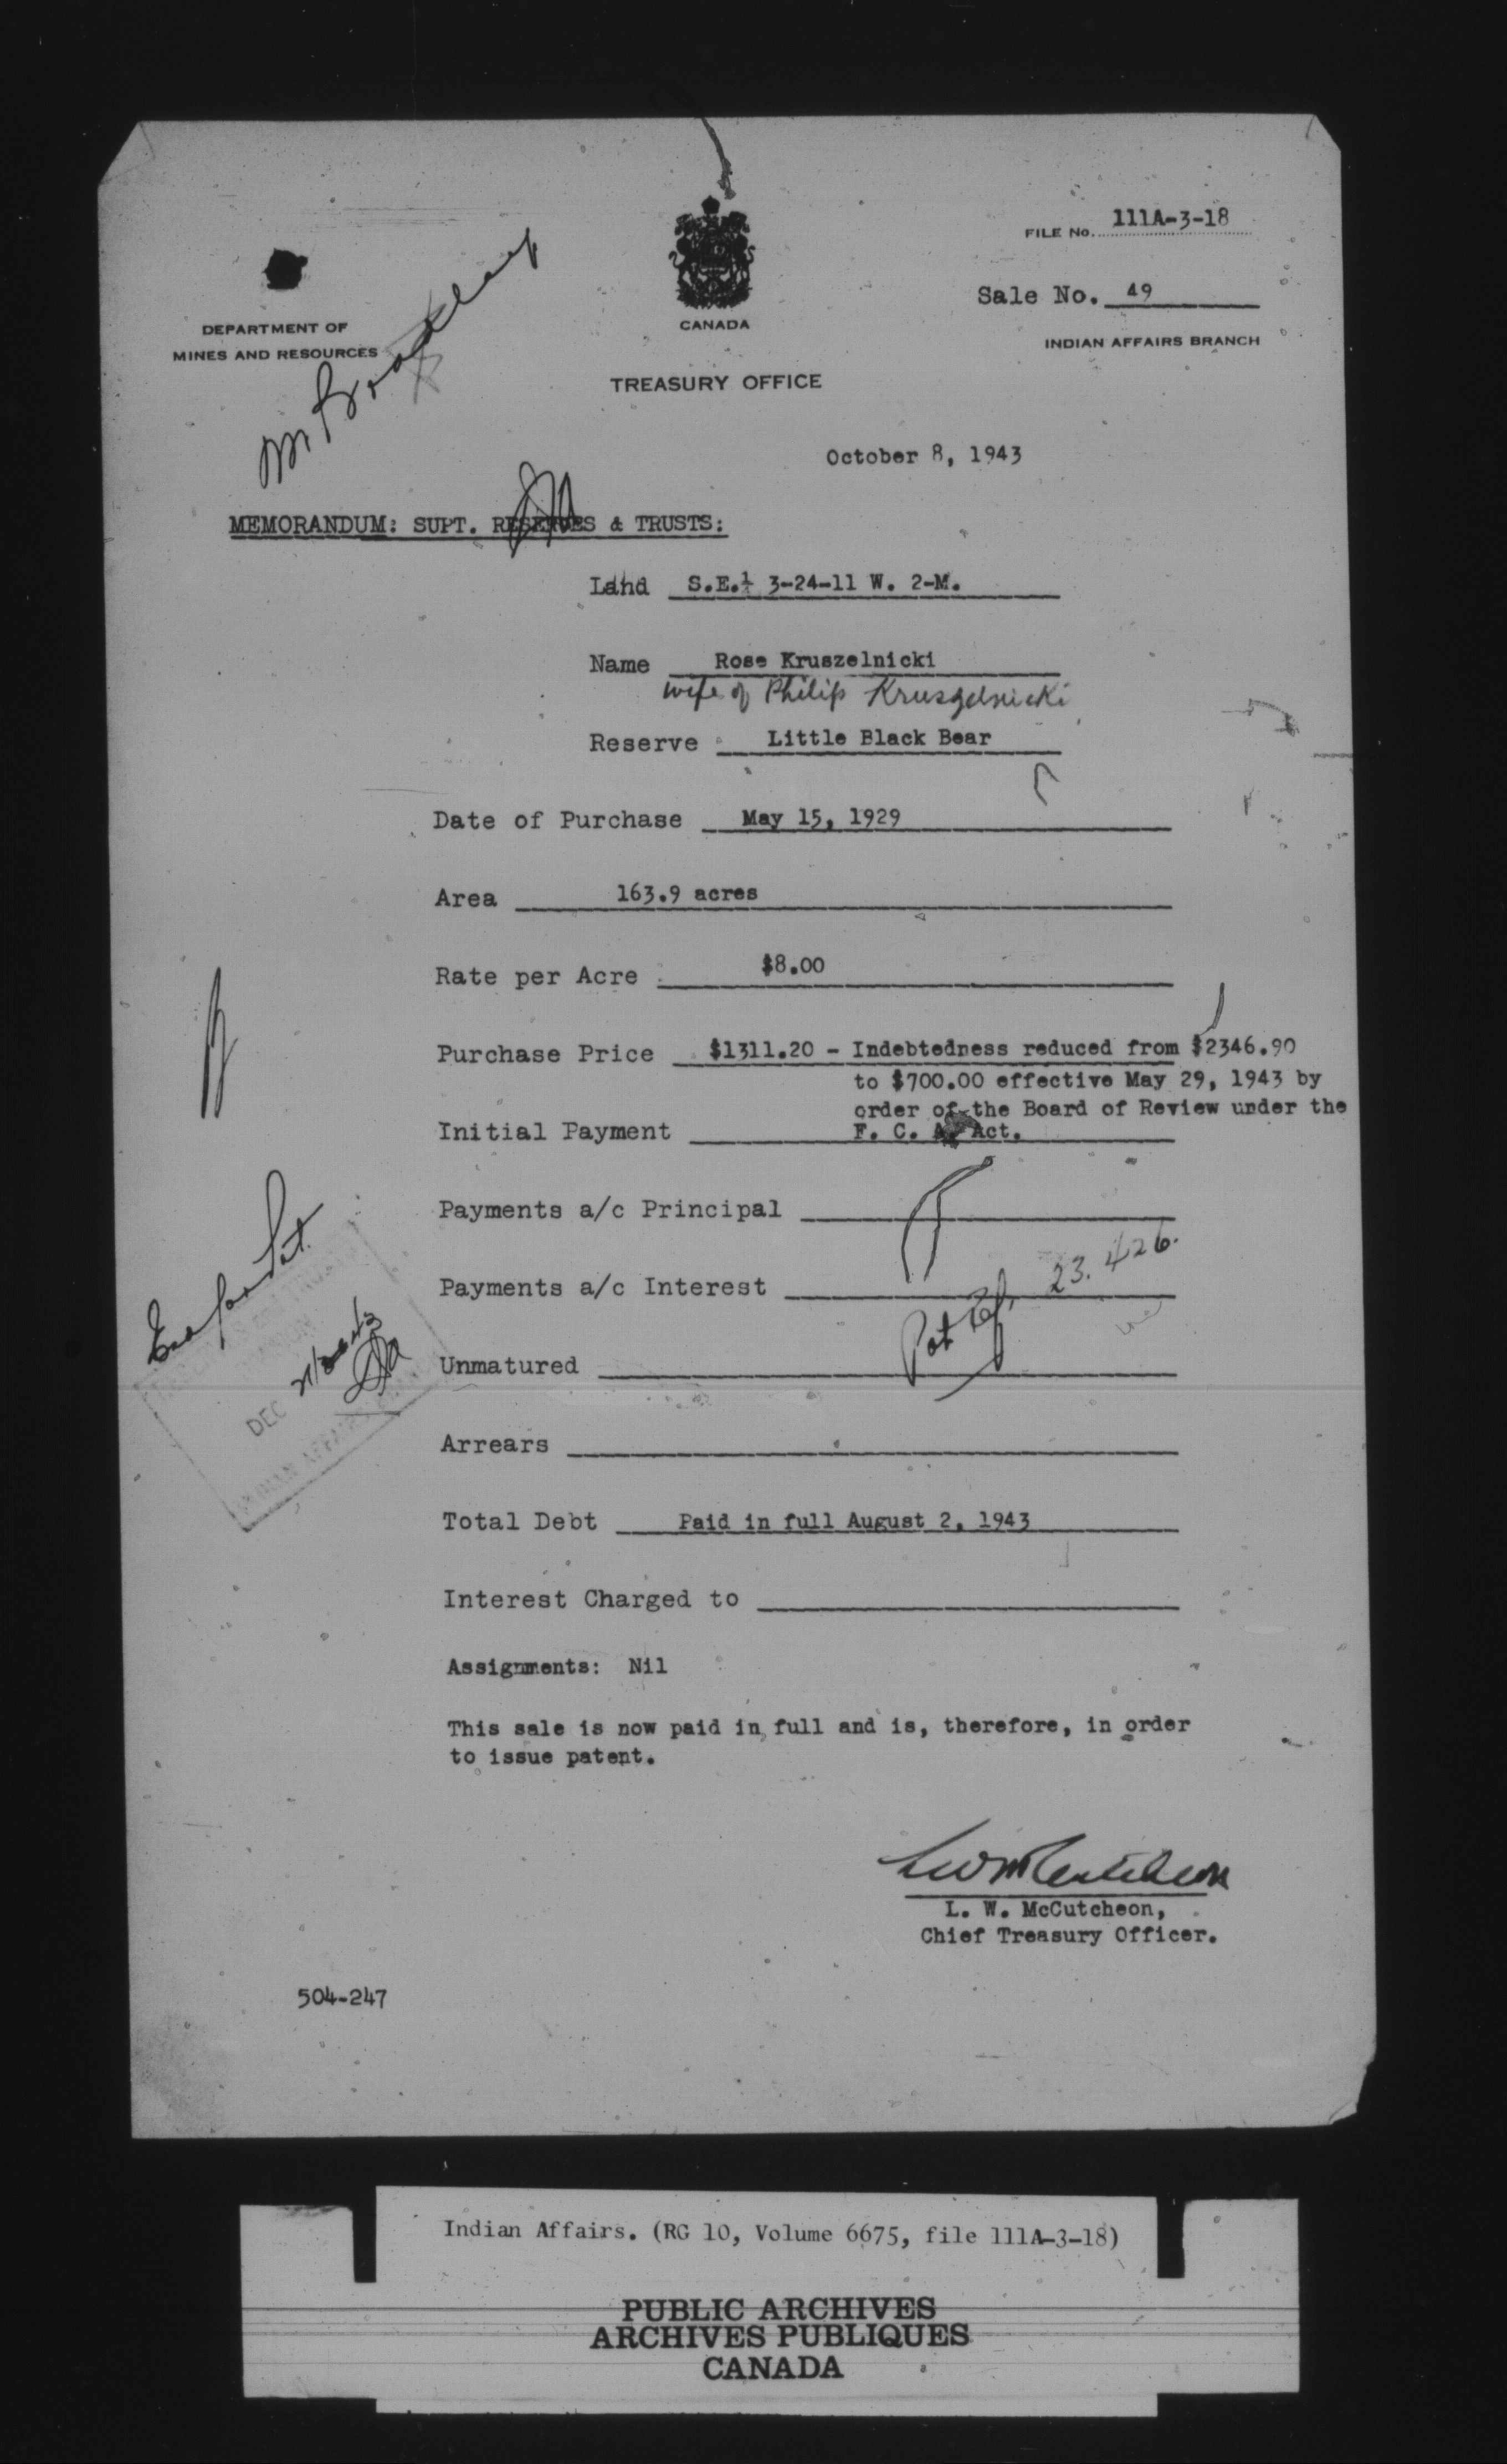 FILE No. 111A-3-18
Sale No. 49
DEPARTMENT OF
MINES AND RESOURCES
CANADA
INDIAN AFFAIRS BRANCH
TREASURY OFFICE
October 8, 1943
MEMORANDUM: SUPT. RESERVES & TRUSTS:
Land S.E.¼ 3-24-11 W. 2-M.
Name Rose Kruszelnicki
wife of Philip Kruszelnicki
Reserve Little Black Bear
Date of Purchase May 15, 1929
Area 163.9 acres
Rate per Acre $8.00
Purchase Price $1311.20 - Indebtedness reduced from $2346.90
to $700.00 effective May 29, 1943 by
order of the Board of Review under the
Initial Payment F. C. A. Act.
Payments a/c Principal
Payments a/c Interest
23.426.
Unmatured
DEC
Arrears
Total Debt Paid in full August 2, 1943
Interest Charged to
Assignments: Nil
This sale is now paid in full and is, therefore, in order
to issue patent.
L. W. McCutcheon,
Chief Treasury Officer.
504-247
Indian Affairs. (RG 10, Volume 6675, file 111A-3-18)
PUBLIC ARCHIVES
ARCHIVES PUBLIQUES
CANADA